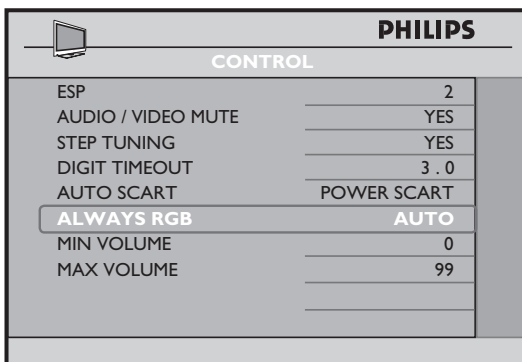 PHILIPS
CONTROL
ESP 2
AUDIO / VIDEO MUTE YES
STEP TUNING YES
DIGIT TIMEOUT 3 . 0
AUTO SCART POWER SCART
ALWAYS RGB AUTO
MIN VOLUME 0
MAX VOLUME 99